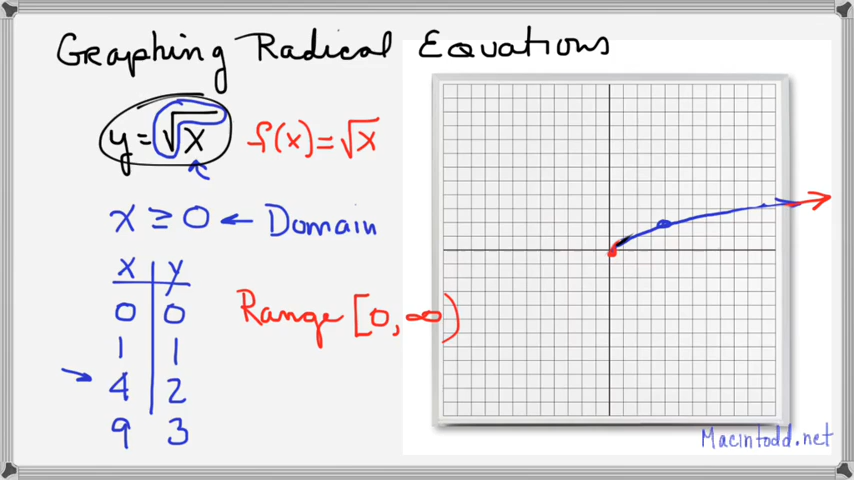 Graphing Radical Equations
y = √x f(x) = √x
x ≥ 0 ← Domain
x y
0 0
Range [0, ∞)
1 1
4 2
9 3
Macintodd.net